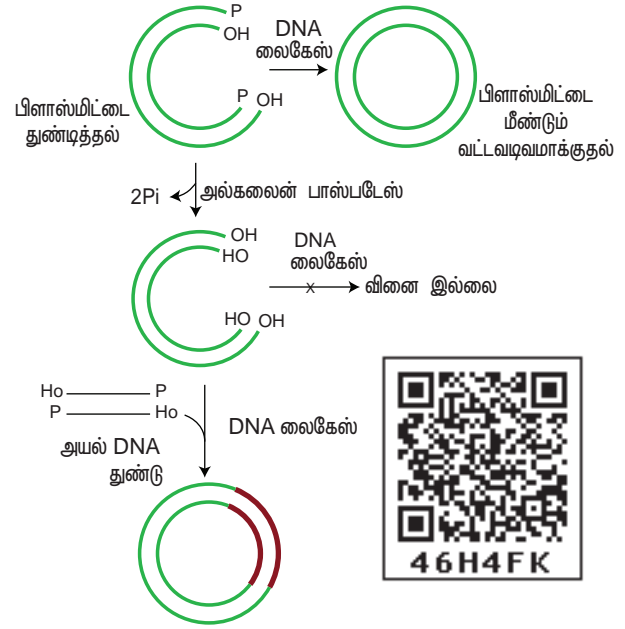 P
OH
DNA
லைகேஸ்
P OH
பிளாஸ்மிட்டை
துண்டித்தல்
பிளாஸ்மிட்டை
மீண்டும்
வட்டவடிவமாக்குதல்
2Pi
அல்கலைன் பாஸ்படேஸ்
OH
HO
DNA
லைகேஸ்
x
வினை இல்லை
HO OH
Ho P
P Ho
அயல் DNA
துண்டு
DNA லைகேஸ்
46H4FK